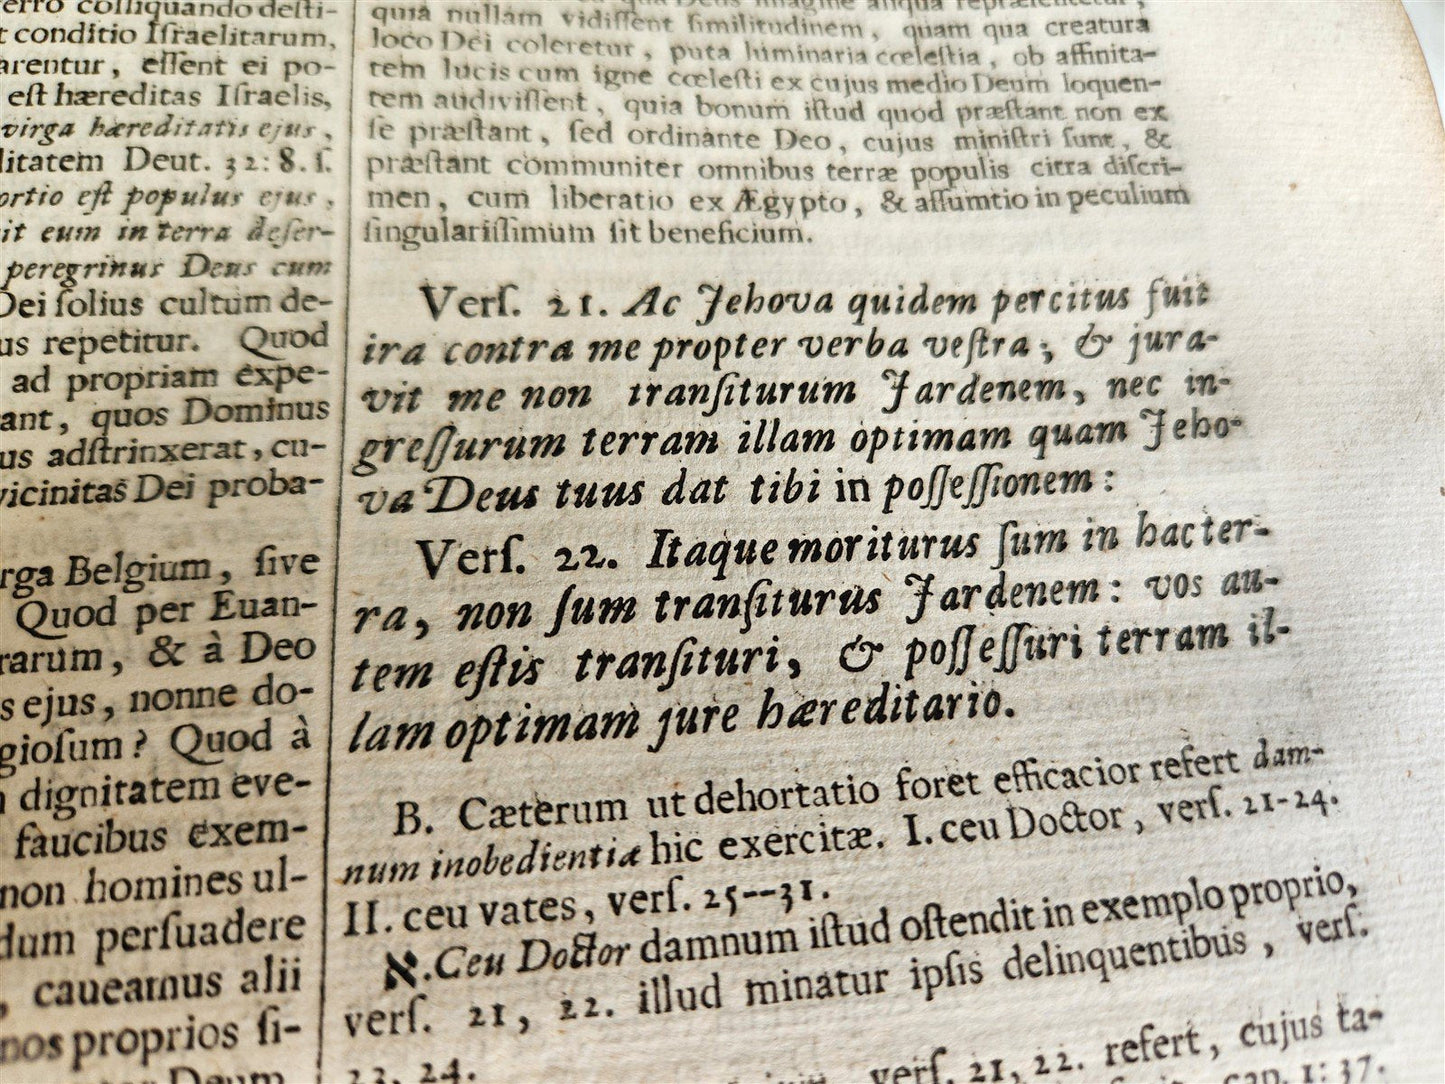 ferro colliquando desti-
conditio Iſraelitarum,
arentur, eſſent ei po-
eſt hæreditas Iſraelis,
virga hæreditatis ejus,
litatem Deut. 32: 8. ſ.
ortio eſt populus ejus,
it eum in terra deſer-
peregrinus Deus cum
Dei ſolius cultum de-
us repetitur. Quod
ad propriam expe-
ant, quos Dominus
us adſtrinxerat, cu-
vicinitas Dei proba-
rga Belgium, ſive
Quod per Euan-
rarum, & à Deo
s ejus, nonne do-
gioſum? Quod à
dignitatem eve-
faucibus exem-
non homines ul-
dum perſuadere
, caueamus alii
nos proprios ſi-
Deum
quia nullam vidiſſent ſimilitudinem, quam qua creatura
loco Dei coleretur, puta luminaria cœleſtia, ob affinita-
tem lucis cum igne cœleſti ex cujus medio Deum loquen-
tem audiviſſent, quia bonum iſtud quod præſtant non ex
ſe præſtant, ſed ordinante Deo, cujus miniſtri ſunt, &
præſtant communiter omnibus terræ populis citra diſcri-
men, cum liberatio ex Ægypto, & aſſumtio in peculium
ſingulariſſimum ſit beneficium.
Verſ. 21. Ac Jehova quidem percitus fuit
ira contra me propter verba veſtra; & jura-
vit me non tranſiturum Jardenem, nec in-
greſſurum terram illam optimam quam Jeho-
va Deus tuus dat tibi in poſſeſſionem:
Verſ. 22. Itaque moriturus ſum in hac ter-
ra, non ſum tranſiturus Jardenem: vos au-
tem eſtis tranſituri, & poſſeſſuri terram il-
lam optimam jure hæreditario.
B. Cæterum ut dehortatio foret efficacior refert dam-
num inobedientiæ hic exercitæ. I. ceu Doctor, verſ. 21-24.
II. ceu vates, verſ. 25--31.
א. Ceu Doctor damnum iſtud oſtendit in exemplo proprio,
verſ. 21, 22. illud minatur ipſis delinquentibus, verſ.
23, 24.
verſ. 21, 22. refert, cujus ta-
cap. 1: 37.